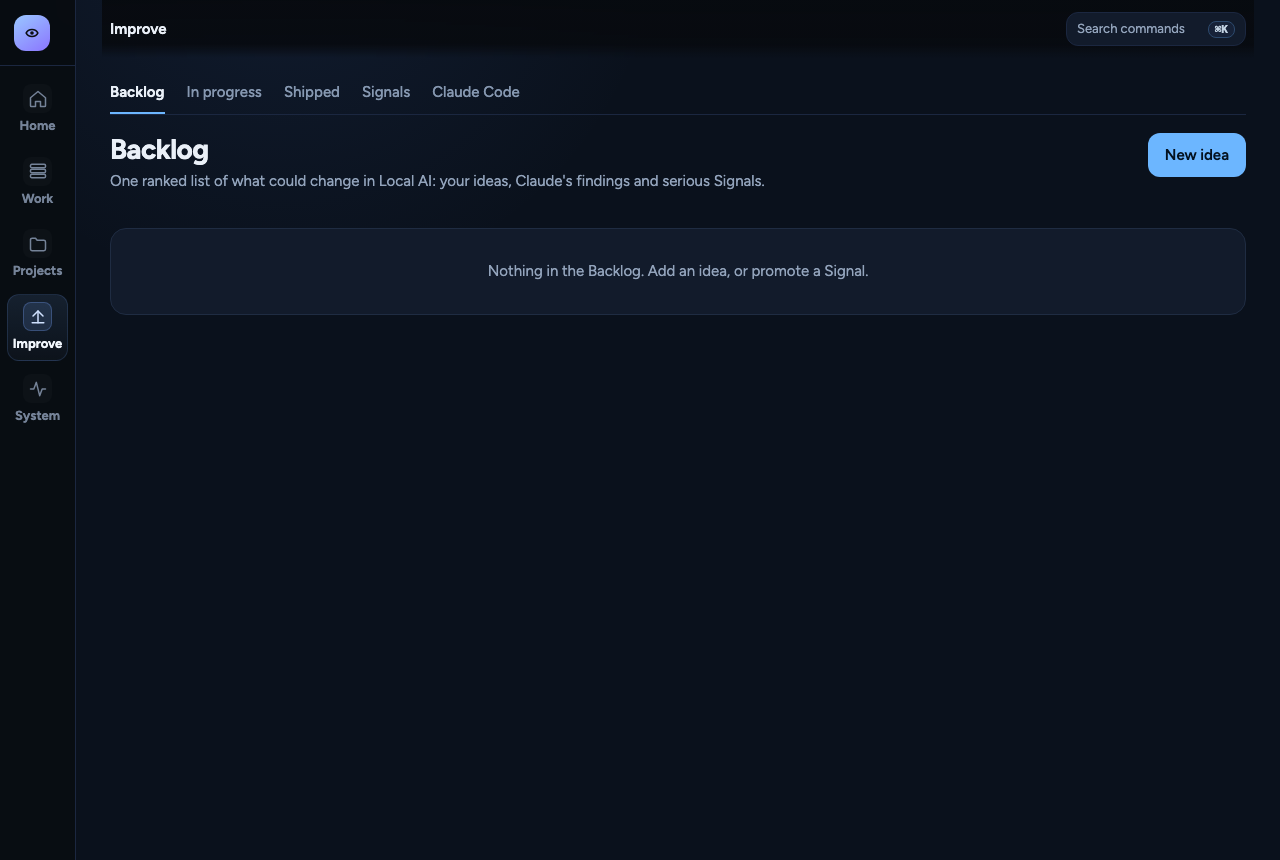 Improve
Search commands ⌘K
Backlog In progress Shipped Signals Claude Code
Backlog
New idea
One ranked list of what could change in Local AI: your ideas, Claude's findings and serious Signals.
Nothing in the Backlog. Add an idea, or promote a Signal.
Home
Work
Projects
Improve
System